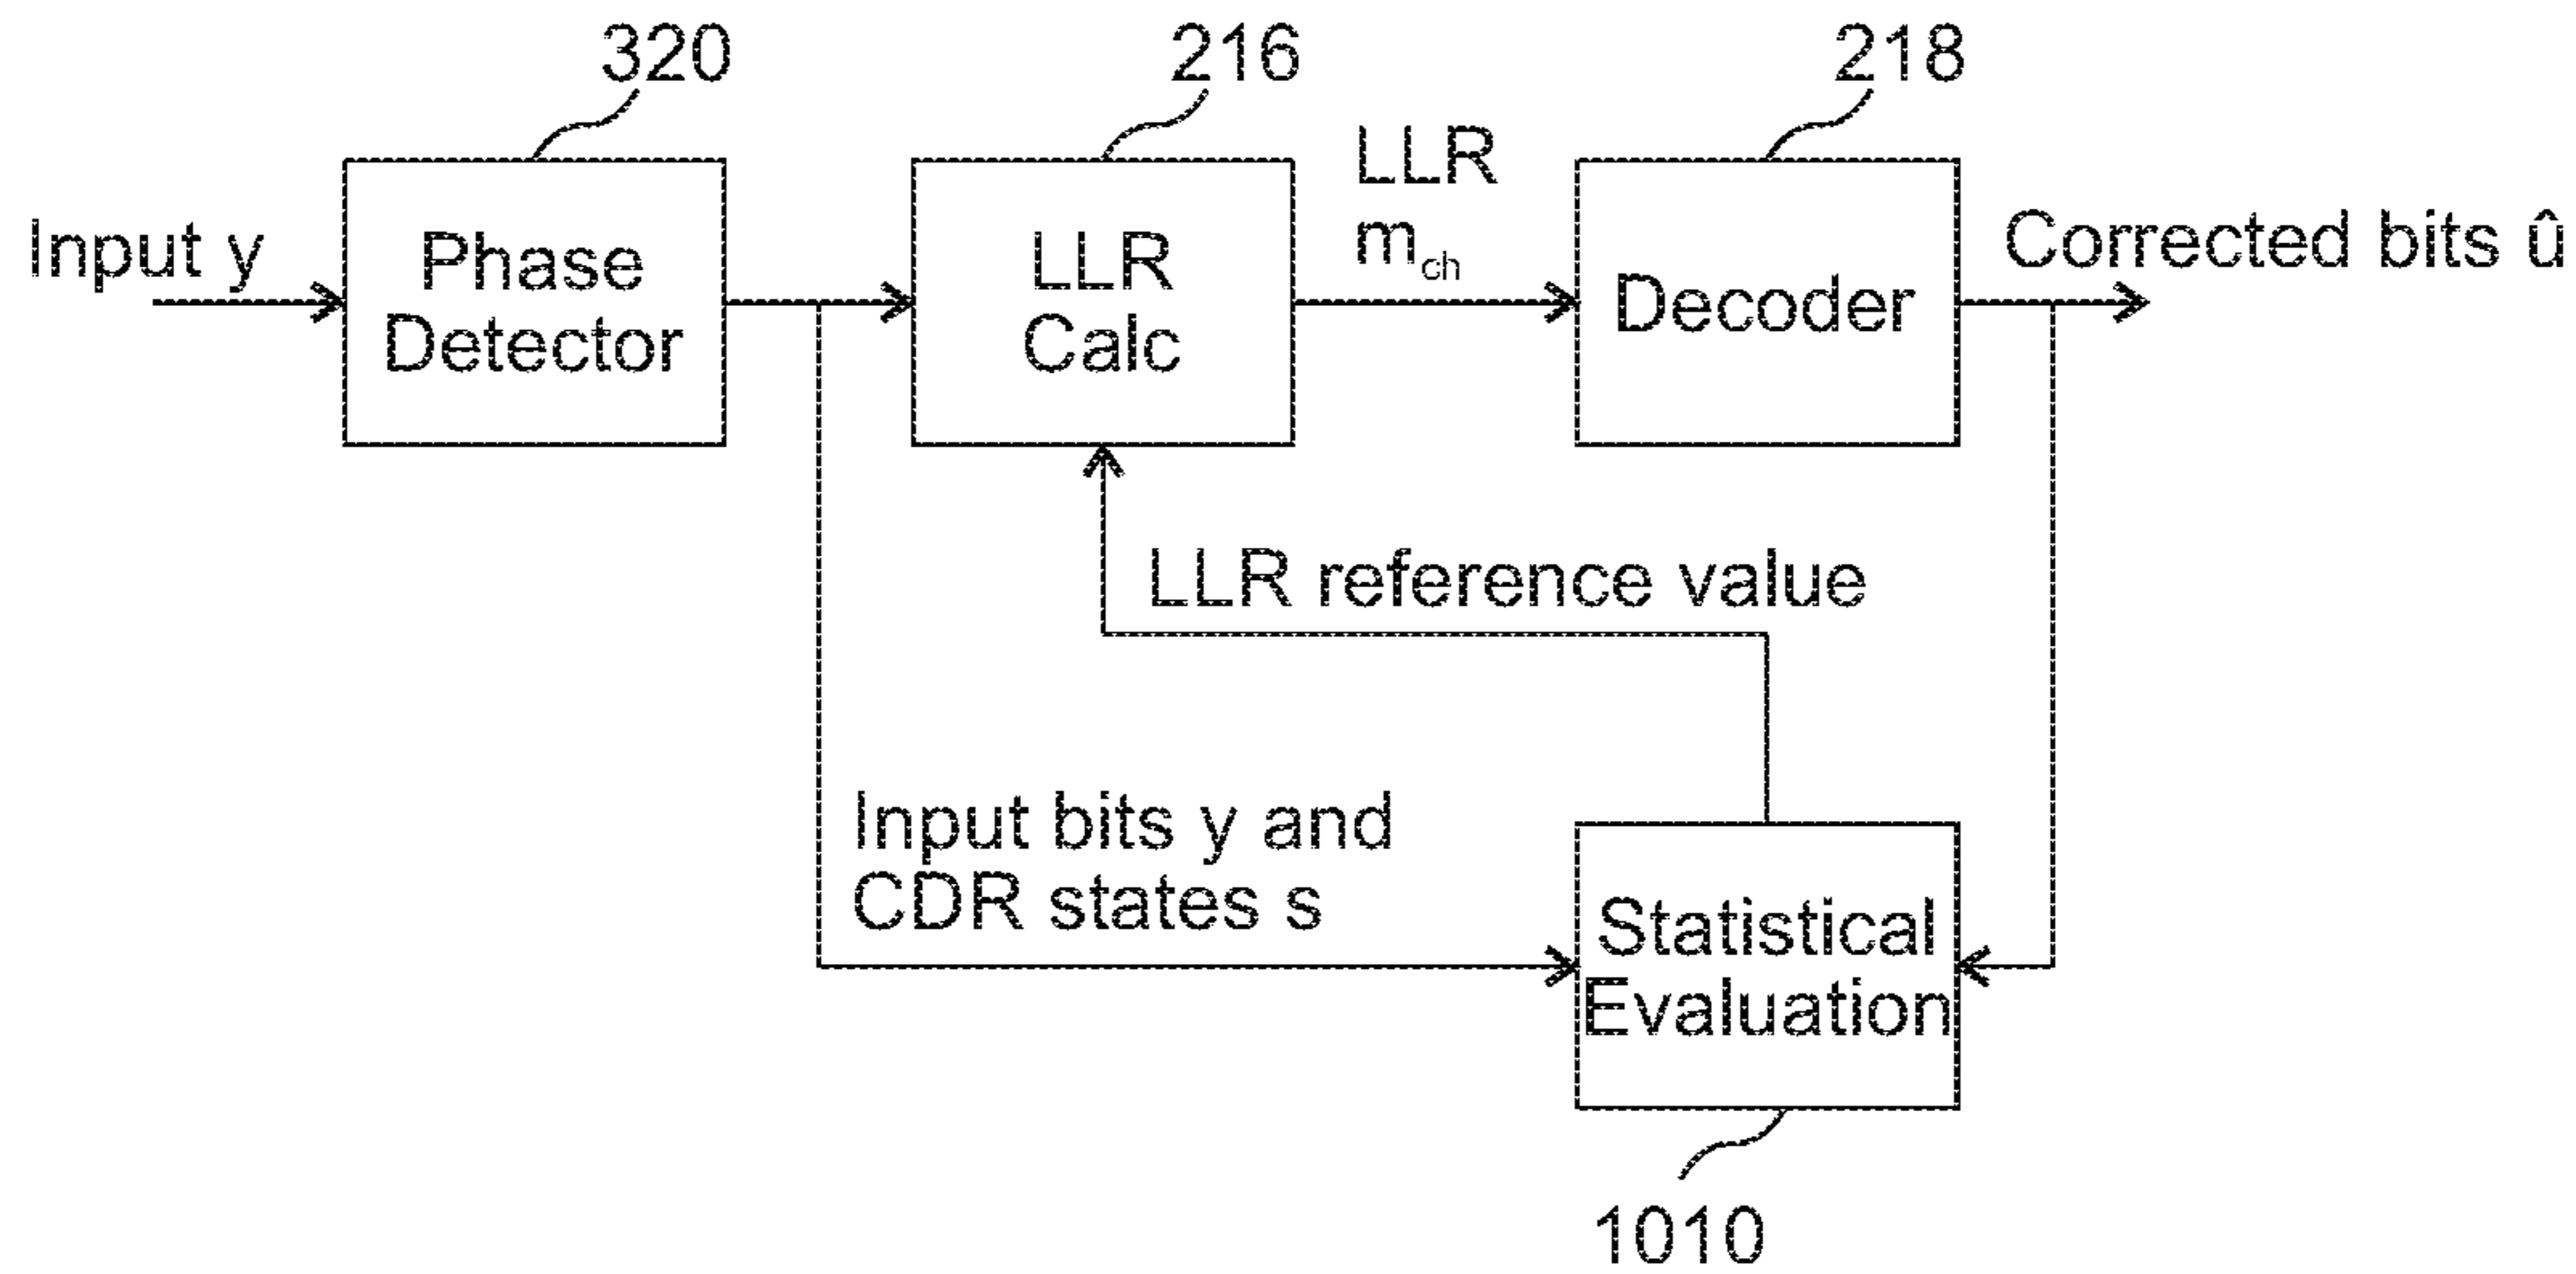 320
216
218
Input y
Phase
Detector
LLR
Calc
LLR
m_ch
Decoder
Corrected bits û
LLR reference value
Input bits y and
CDR states s
Statistical
Evaluation
1010